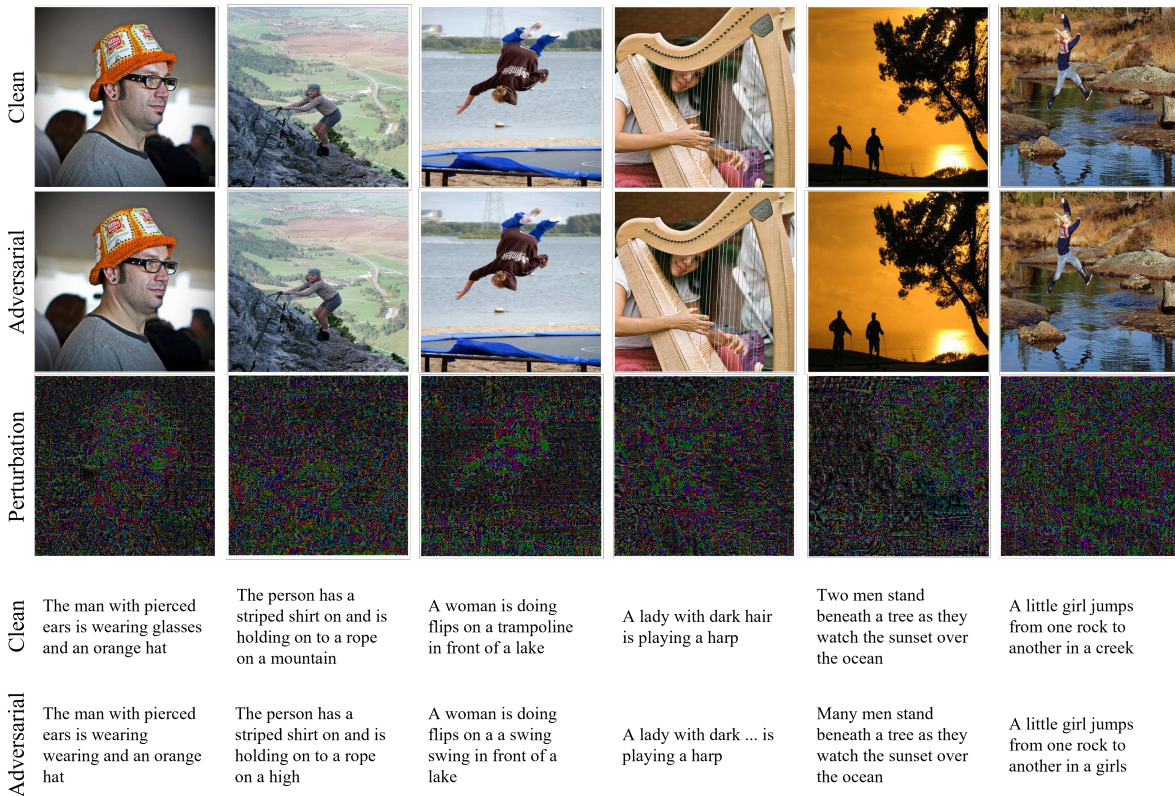 Clean
Adversarial
Perturbation
Clean
The man with pierced
ears is wearing glasses
and an orange hat
The person has a
striped shirt on and is
holding on to a rope
on a mountain
A woman is doing
flips on a trampoline
in front of a lake
A lady with dark hair
is playing a harp
Two men stand
beneath a tree as they
watch the sunset over
the ocean
A little girl jumps
from one rock to
another in a creek
Adversarial
The man with pierced
ears is wearing
wearing and an orange
hat
The person has a
striped shirt on and is
holding on to a rope
on a high
A woman is doing
flips on a a swing
swing in front of a
lake
A lady with dark ... is
playing a harp
Many men stand
beneath a tree as they
watch the sunset over
the ocean
A little girl jumps
from one rock to
another in a girls